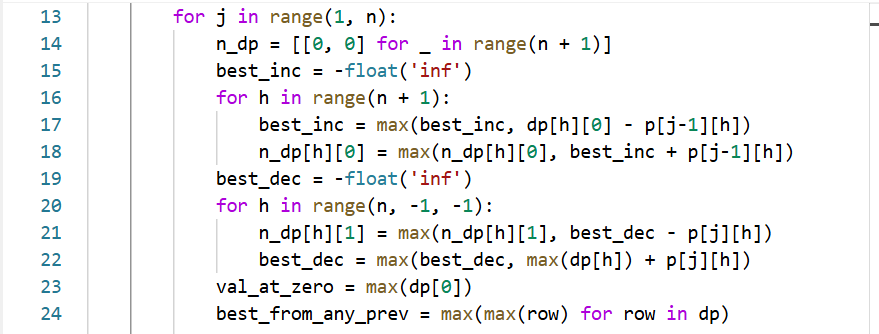 13 for j in range(1, n):
14 n_dp = [[0, 0] for _ in range(n + 1)]
15 best_inc = -float('inf')
16 for h in range(n + 1):
17 best_inc = max(best_inc, dp[h][0] - p[j-1][h])
18 n_dp[h][0] = max(n_dp[h][0], best_inc + p[j-1][h])
19 best_dec = -float('inf')
20 for h in range(n, -1, -1):
21 n_dp[h][1] = max(n_dp[h][1], best_dec - p[j][h])
22 best_dec = max(best_dec, max(dp[h]) + p[j][h])
23 val_at_zero = max(dp[0])
24 best_from_any_prev = max(max(row) for row in dp)